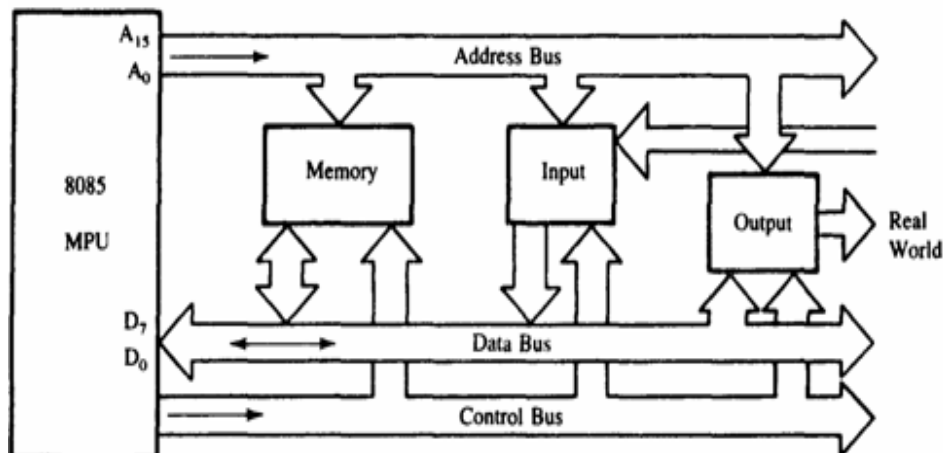 A15
Address Bus
A0
Memory
Input
8085
MPU
Output
Real
World
D7
Data Bus
D0
Control Bus